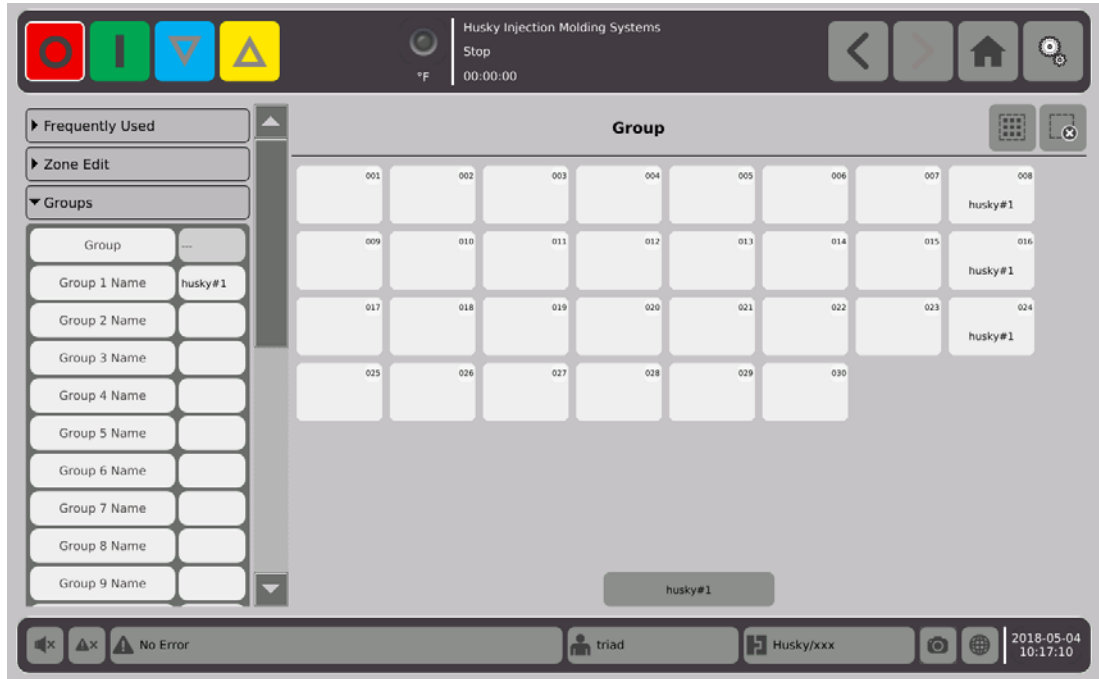 Husky Injection Molding Systems
Stop
°F 00:00:00
Frequently Used
Zone Edit
Groups
Group ---
Group 1 Name husky#1
Group 2 Name
Group 3 Name
Group 4 Name
Group 5 Name
Group 6 Name
Group 7 Name
Group 8 Name
Group 9 Name
Group
001 002 003 004 005 006 007 008
husky#1
009 010 011 012 013 014 015 016
husky#1
017 018 019 020 021 022 023 024
husky#1
025 026 027 028 029 030
husky#1
No Error triad Husky/xxx 2018-05-04
10:17:10